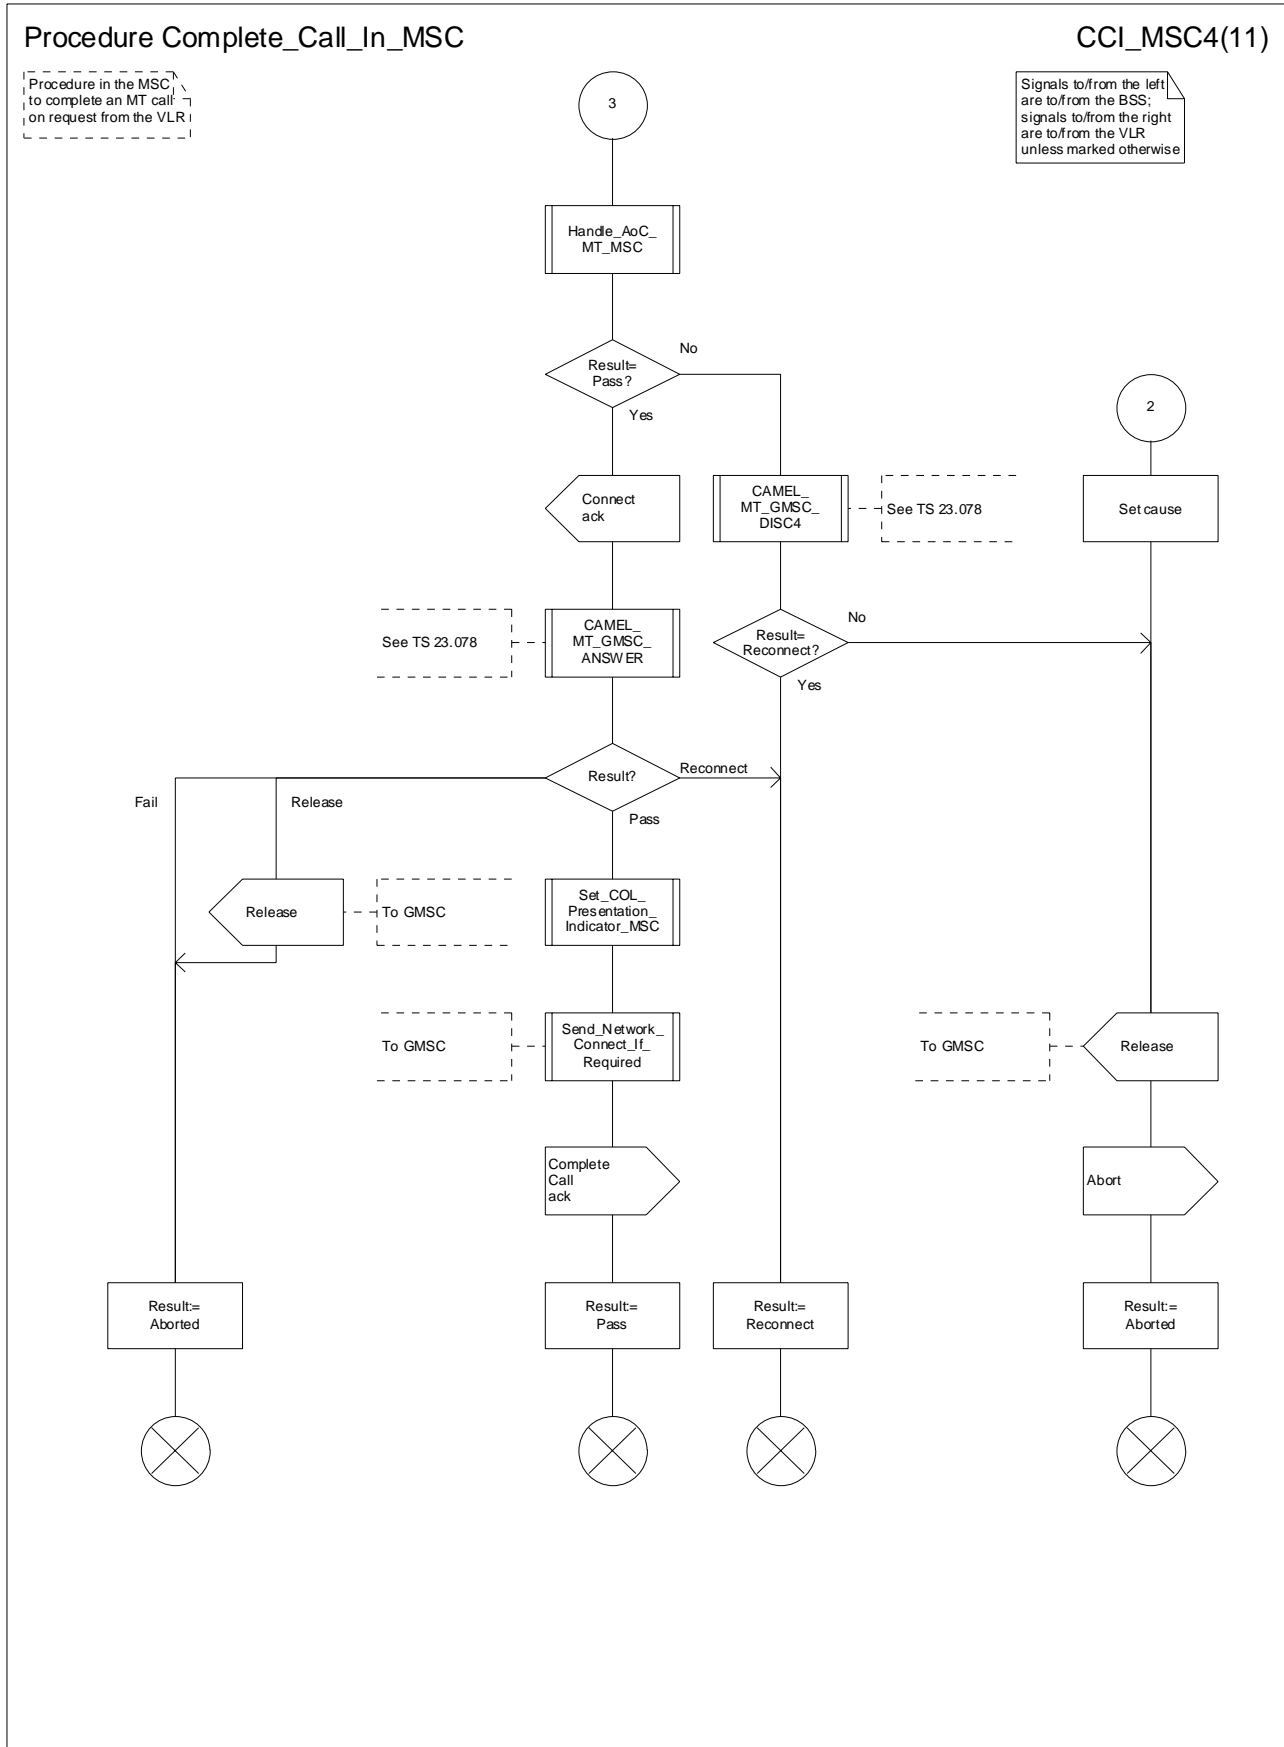 Procedure Complete_Call_In_MSC
CCI_MSC4(11)
Procedure in the MSC
to complete an MT call
on request from the VLR
Signals to/from the left
are to/from the BSS;
signals to/from the right
are to/from the VLR
unless marked otherwise
3
Handle_AoC_
MT_MSC
No
Result=
Pass?
Yes
2
Connect
ack
CAMEL_
MT_GMSC_
DISC4
See TS 23.078
Set cause
See TS 23.078
CAMEL_
MT_GMSC_
ANSWER
No
Result=
Reconnect?
Yes
Result?
Reconnect
Fail
Release
Pass
Release
To GMSC
Set_COL_
Presentation_
Indicator_MSC
To GMSC
Send_Network_
Connect_If_
Required
To GMSC
Release
Complete
Call
ack
Abort
Result:=
Aborted
Result:=
Pass
Result:=
Reconnect
Result:=
Aborted